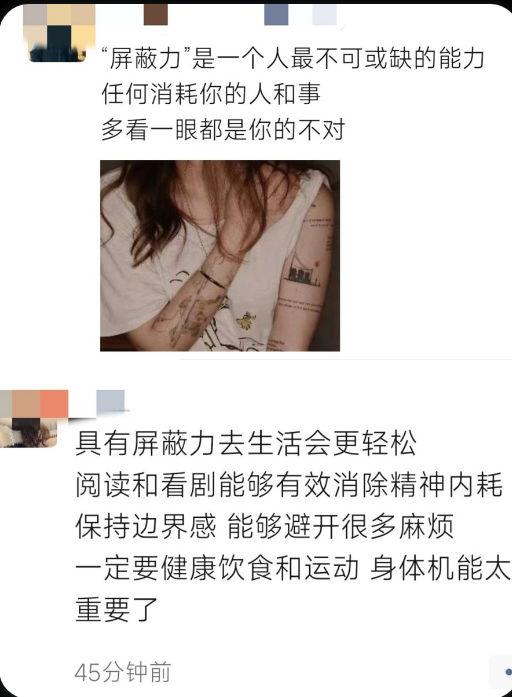 “屏蔽力”是一个人最不可或缺的能力
任何消耗你的人和事
多看一眼都是你的不对
具有屏蔽力去生活会更轻松
阅读和看剧能够有效消除精神内耗
保持边界感 能够避开很多麻烦
一定要健康饮食和运动 身体机能太
重要了
45分钟前